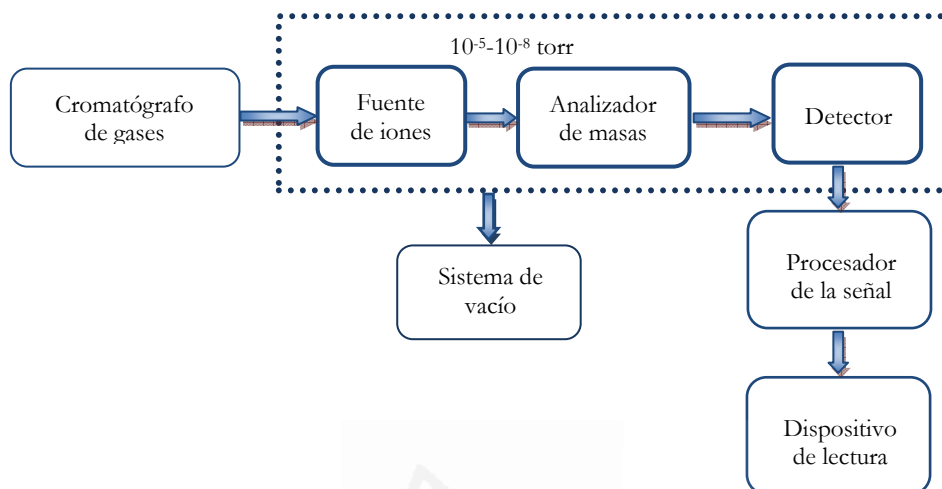 10⁻⁵-10⁻⁸ torr
Cromatógrafo
de gases
Fuente
de iones
Analizador
de masas
Detector
Sistema de
vacío
Procesador
de la señal
Dispositivo
de lectura